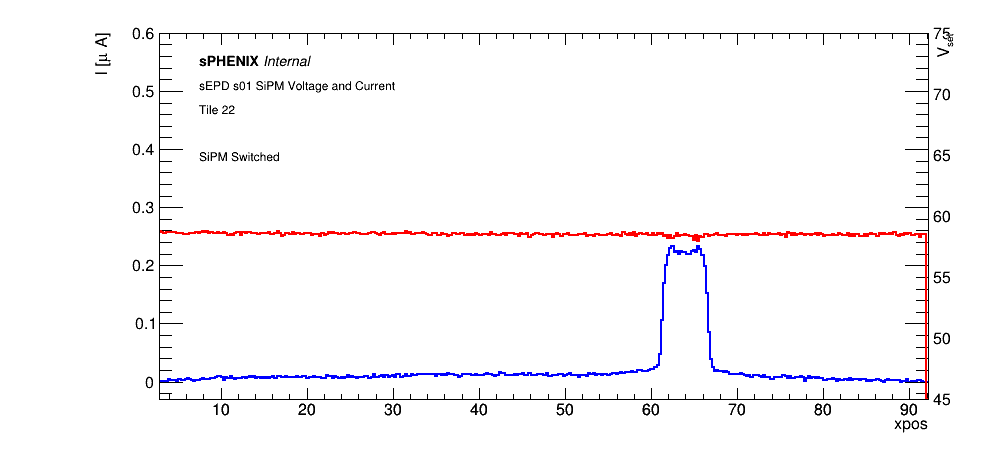 I [μ A]
0.6
0.5
0.4
0.3
0.2
0.1
0
sPHENIX Internal
sEPD s01 SiPM Voltage and Current
Tile 22
SiPM Switched
75
Vset
70
65
60
55
50
45
10 20 30 40 50 60 70 80 90
xpos